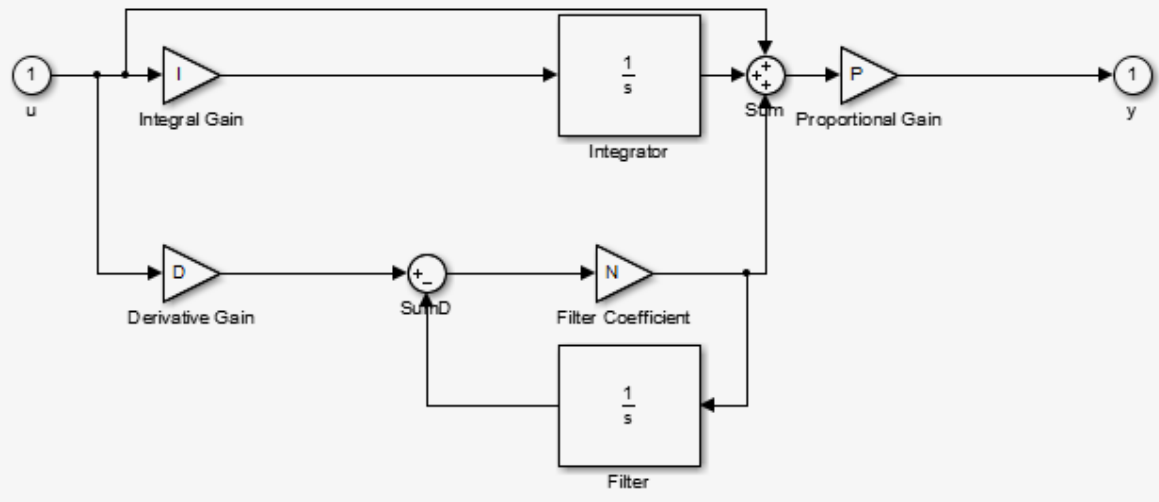 1
u
I
Integral Gain
1
s
Integrator
+
+
+
Sum
P
Proportional Gain
1
y
D
Derivative Gain
+
−
SumD
N
Filter Coefficient
1
s
Filter